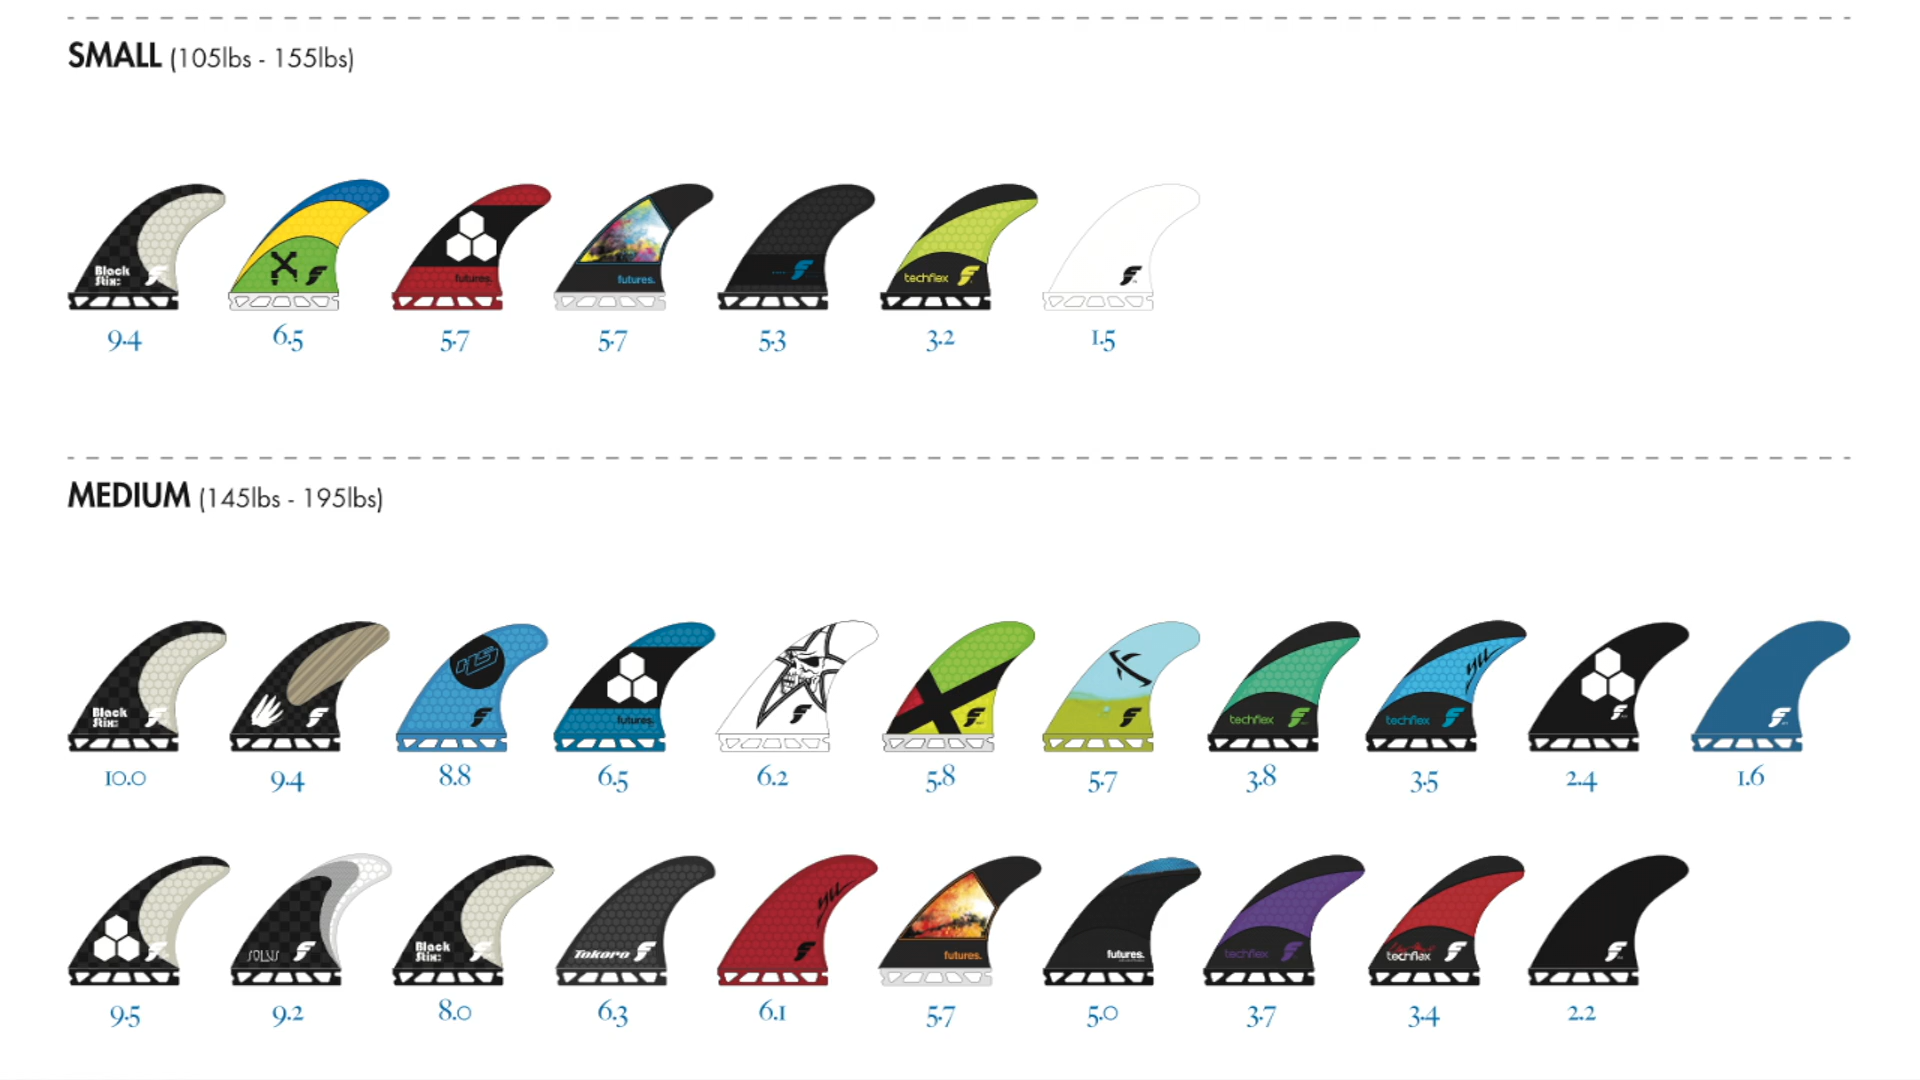 SMALL (105lbs - 155lbs)
Black Stix:
futures.
futures.
techflex
9.4 6.5 5.7 5.7 5.3 3.2 1.5
MEDIUM (145lbs - 195lbs)
Black Stix:
futures.
techflex
techflex
10.0 9.4 8.8 6.5 6.2 5.8 5.7 3.8 3.5 2.4 1.6
SOLUS
Black Stix:
Tokoro
futures.
futures.
techflex
techflex
9.5 9.2 8.0 6.3 6.1 5.7 5.0 3.7 3.4 2.2